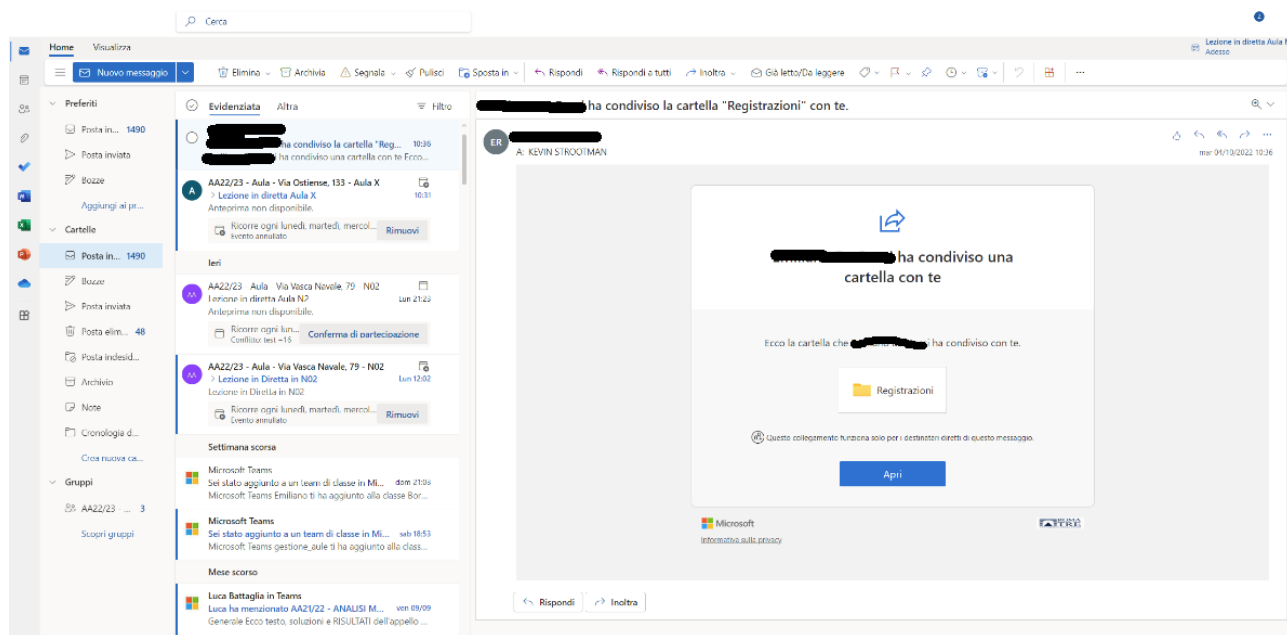 Cerca
2
Home Visualizza
Lezione in diretta Aula N
Adesso
Nuovo messaggio
Elimina Archivia Segnala Pulisci Sposta in Rispondi Rispondi a tutti Inoltra Già letto/Da leggere
Preferiti
Posta in... 1490
Posta inviata
Bozze
Aggiungi ai pr...
Cartelle
Posta in... 1490
Bozze
Posta inviata
Posta elim... 48
Posta indesid...
Archivio
Note
Cronologia d...
Crea nuova ca...
Gruppi
AA22/23 - ... 3
Scopri gruppi
Evidenziata Altra Filtro
ha condiviso la cartella "Reg... 10:36
i ha condiviso una cartella con te Ecco...
A
AA22/23 - Aula - Via Ostiense, 133 - Aula X
> Lezione in diretta Aula X 10:31
Anteprima non disponibile.
Ricorre ogni lunedì, martedì, mercol...
Evento annullato
Rimuovi
Ieri
AA
AA22/23 - Aula - Via Vasca Navale, 79 - N02
Lezione in diretta Aula N2 Lun 21:23
Anteprima non disponibile.
Ricorre ogni lun...
Conflitto: test +16
Conferma di partecipazione
AA
AA22/23 - Aula - Via Vasca Navale, 79 - N02
> Lezione in Diretta in N02 Lun 12:02
Lezione in Diretta in N02
Ricorre ogni lunedì, martedì, mercol...
Evento annullato
Rimuovi
Settimana scorsa
Microsoft Teams
Sei stato aggiunto a un team di classe in Mi... dom 21:03
Microsoft Teams Emiliano ti ha aggiunto alla classe Bor...
Microsoft Teams
Sei stato aggiunto a un team di classe in Mi... sab 18:53
Microsoft Teams gestione_aule ti ha aggiunto alla class...
Mese scorso
Luca Battaglia in Teams
Luca ha menzionato AA21/22 - ANALISI M... ven 09/09
Generale Ecco testo, soluzioni e RISULTATI dell'appello ...
ha condiviso la cartella "Registrazioni" con te.
ER
A: KEVIN STROOTMAN
mar 04/10/2022 10:36
ha condiviso una
cartella con te
Ecco la cartella che i ha condiviso con te.
Registrazioni
Questo collegamento funziona solo per i destinatari diretti di questo messaggio.
Apri
Microsoft
ROMA
TRE
Informativa sulla privacy
Rispondi Inoltra